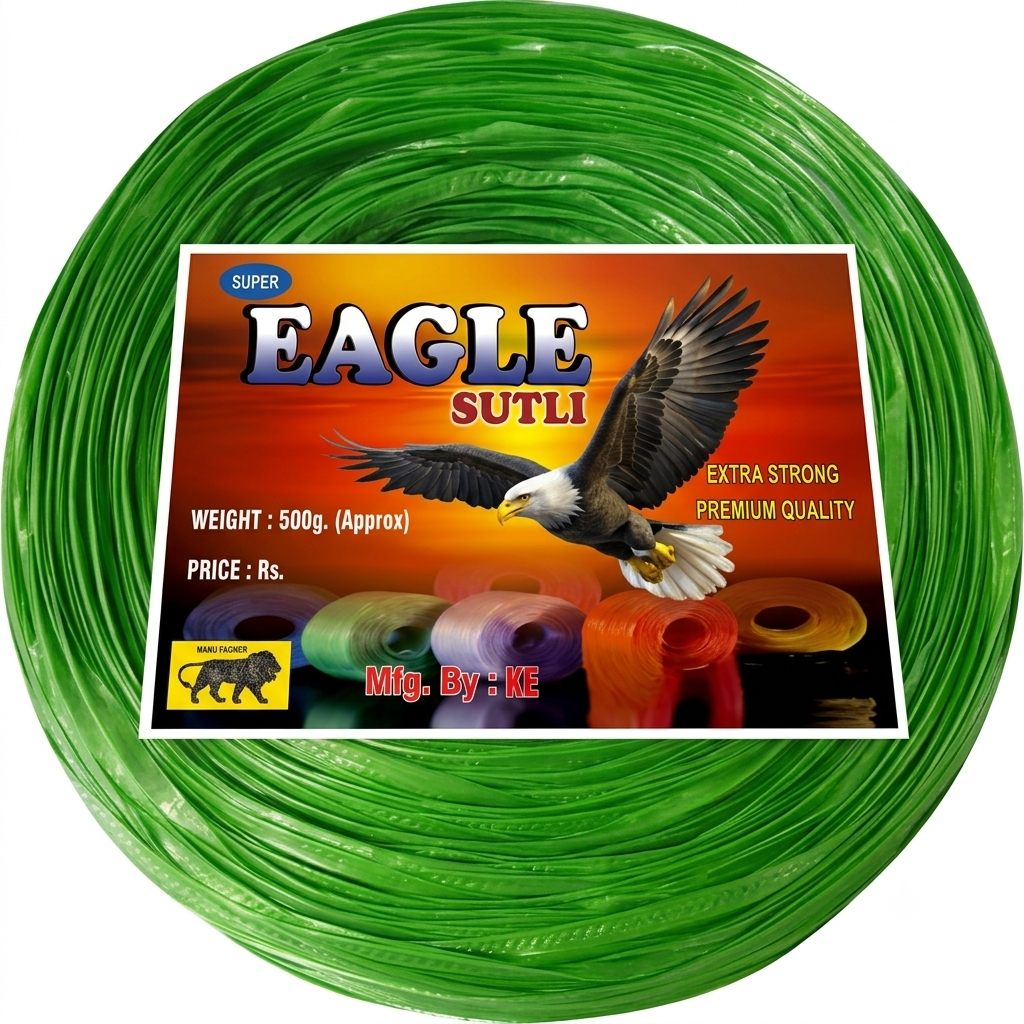 SUPER
EAGLE
SUTLI
EXTRA STRONG
PREMIUM QUALITY
WEIGHT : 500g. (Approx)
PRICE : Rs.
MANU FAGNER
Mfg. By : KE